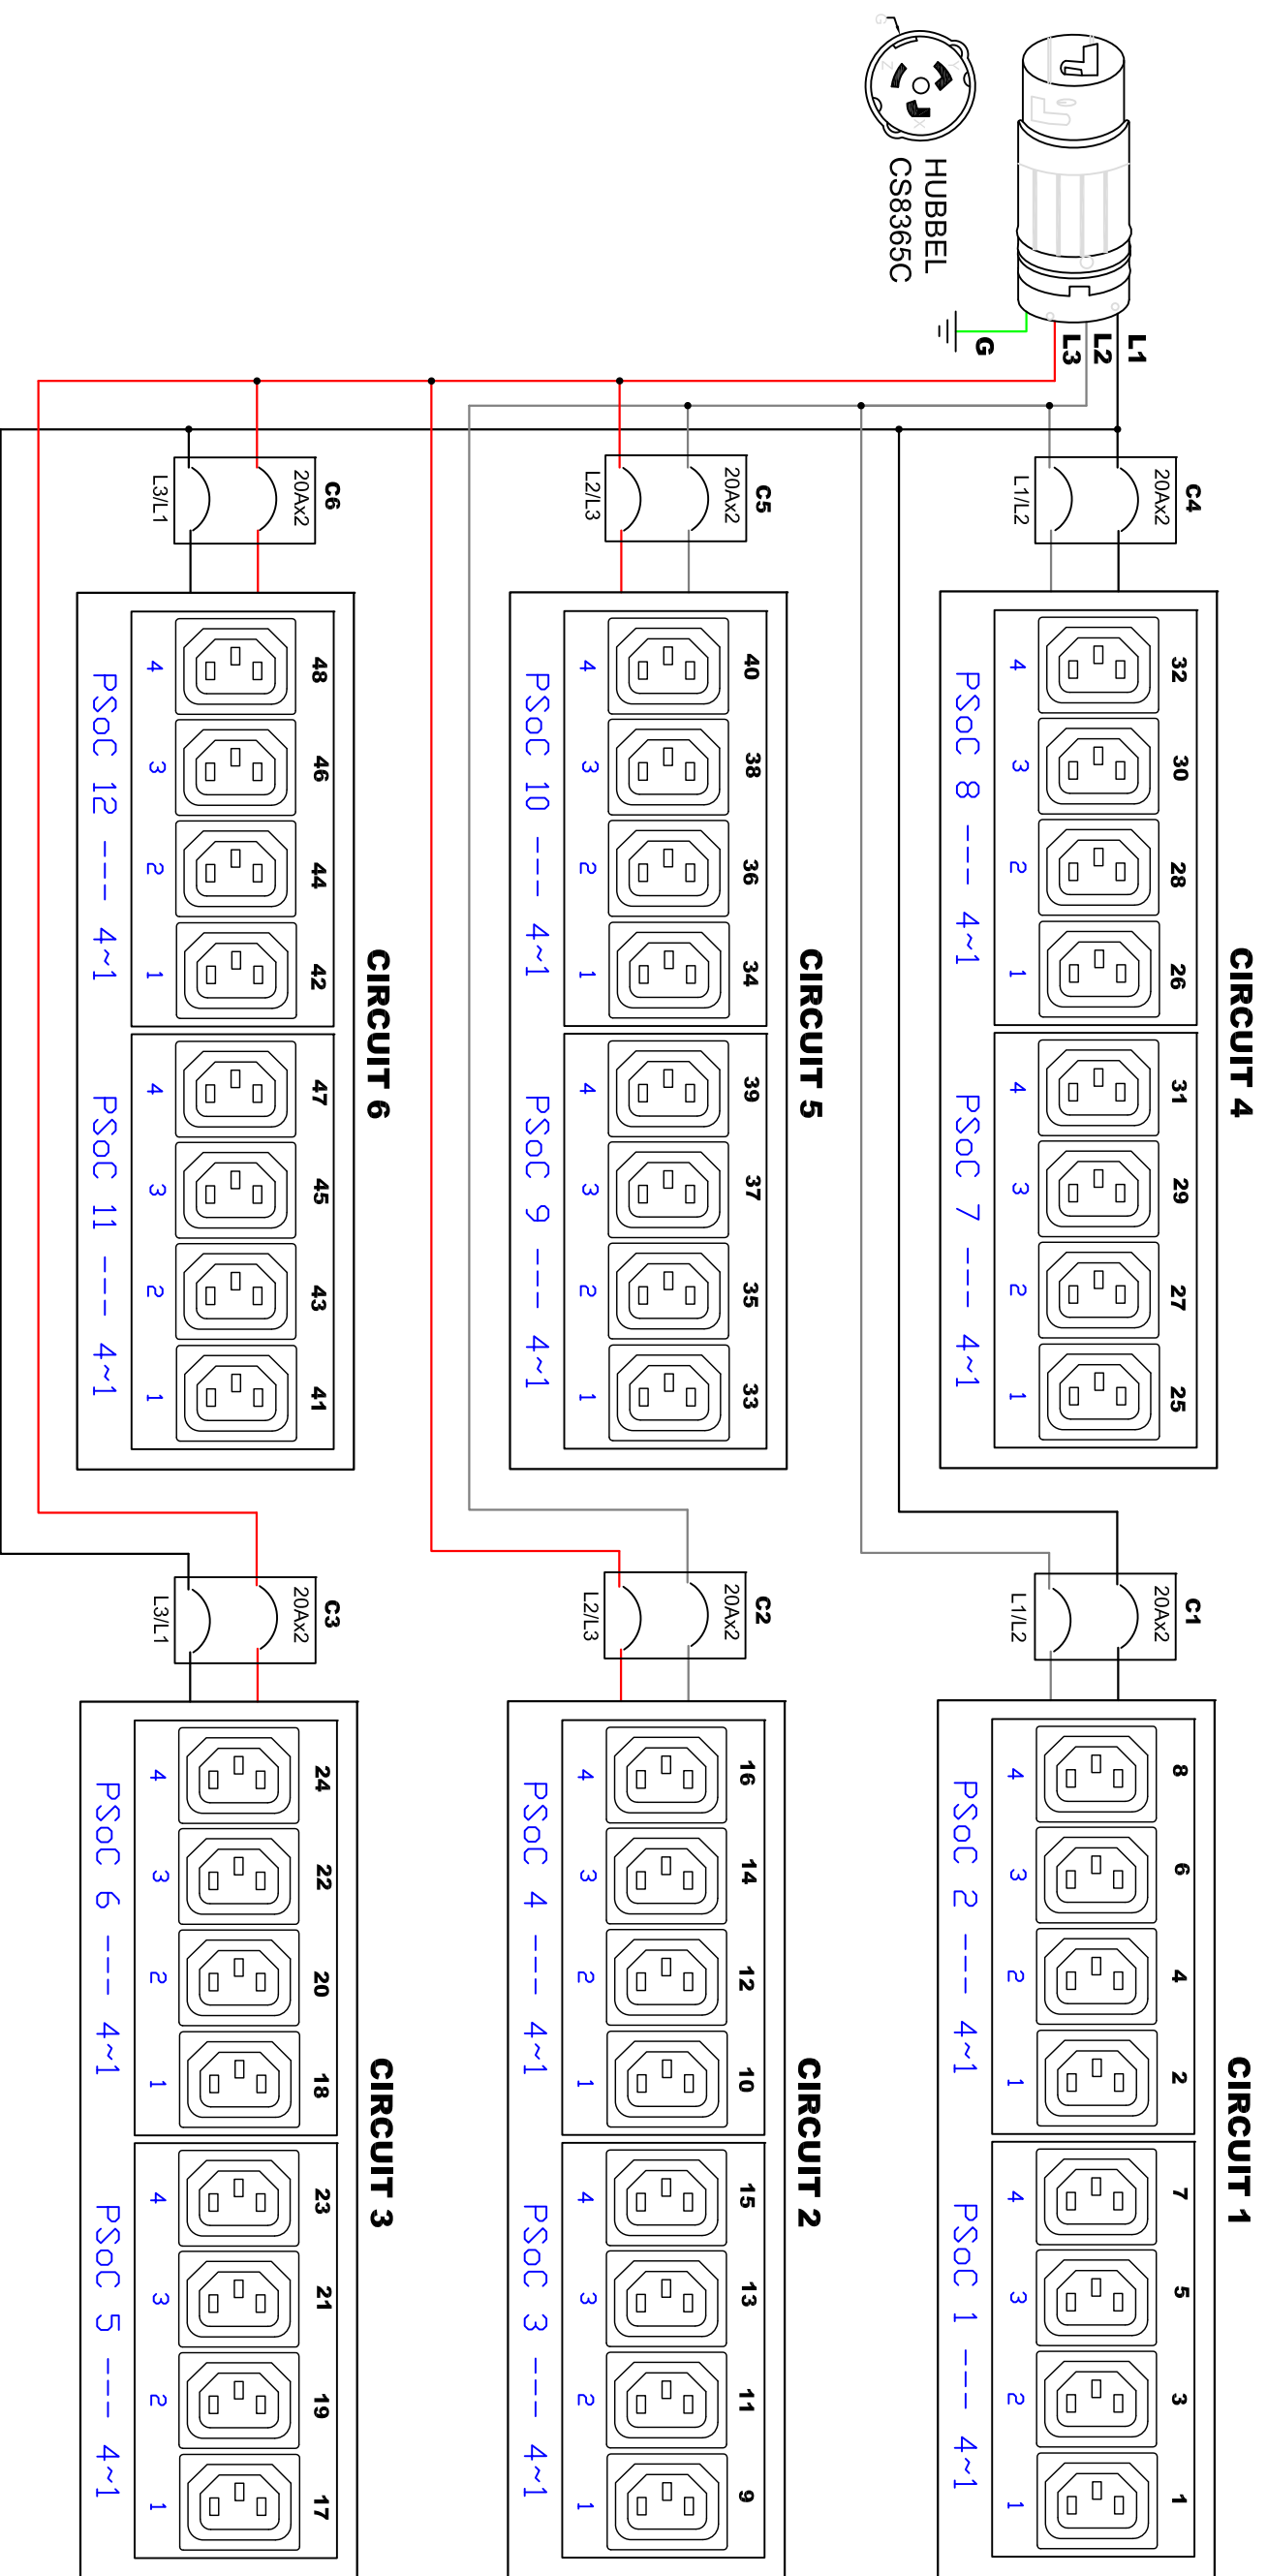 HUBBEL
CS8365C
G
X
Y
Z
L1
L2
L3
G
C4
20Ax2
L1/L2
CIRCUIT 4
32 30 28 26 31 29 27 25
4 3 2 1 4 3 2 1
PSoC 8 --- 4~1 PSoC 7 --- 4~1
C1
20Ax2
L1/L2
CIRCUIT 1
8 6 4 2 7 5 3 1
4 3 2 1 4 3 2 1
PSoC 2 --- 4~1 PSoC 1 --- 4~1
C5
20Ax2
L2/L3
CIRCUIT 5
40 38 36 34 39 37 35 33
4 3 2 1 4 3 2 1
PSoC 10 --- 4~1 PSoC 9 --- 4~1
C2
20Ax2
L2/L3
CIRCUIT 2
16 14 12 10 15 13 11 9
4 3 2 1 4 3 2 1
PSoC 4 --- 4~1 PSoC 3 --- 4~1
C6
20Ax2
L3/L1
CIRCUIT 6
48 46 44 42 47 45 43 41
4 3 2 1 4 3 2 1
PSoC 12 --- 4~1 PSoC 11 --- 4~1
C3
20Ax2
L3/L1
CIRCUIT 3
24 22 20 18 23 21 19 17
4 3 2 1 4 3 2 1
PSoC 6 --- 4~1 PSoC 5 --- 4~1